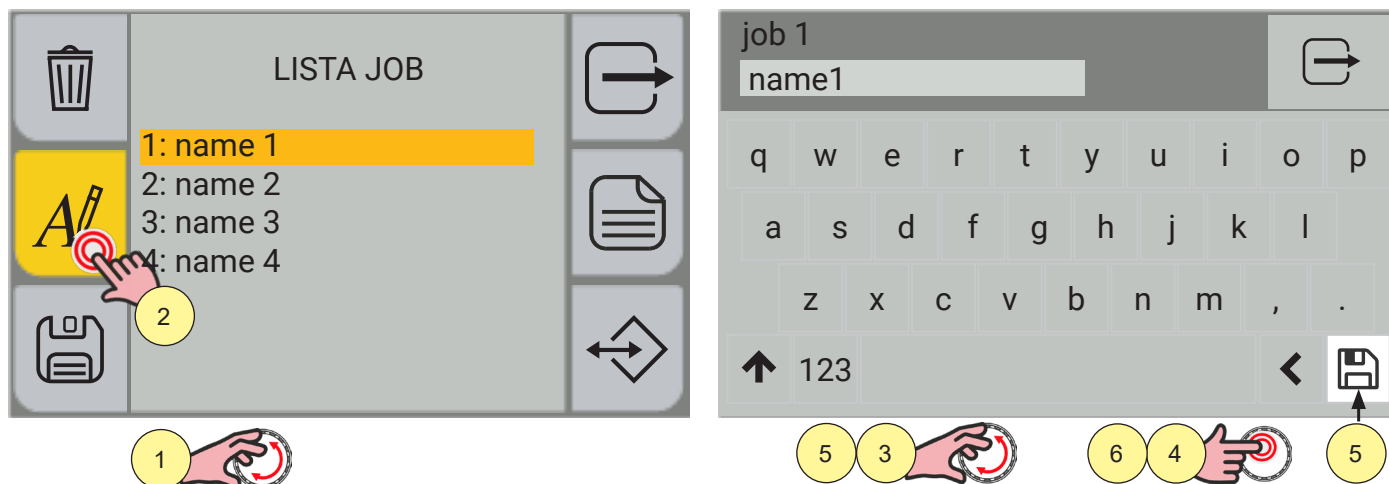 LISTA JOB
1: name 1
2: name 2
3: name 3
4: name 4
A
2
1
job 1
name1
q w e r t y u i o p
a s d f g h j k l
z x c v b n m , .
123
5 3
6 4
5